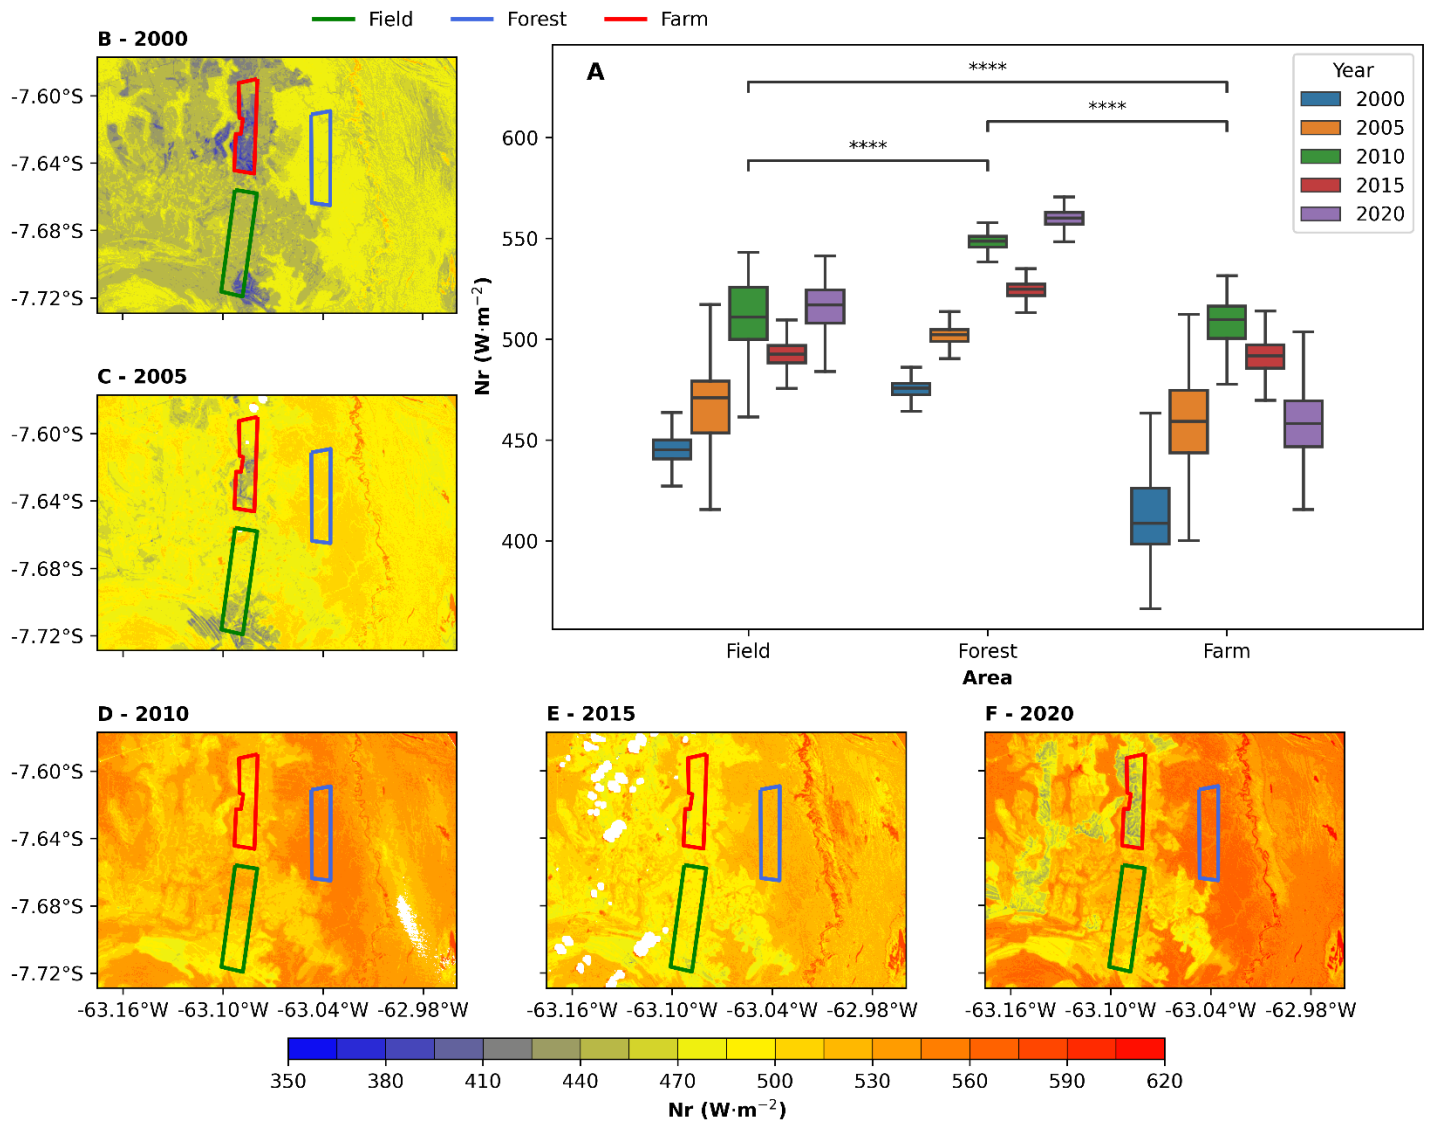 Field Forest Farm
B - 2000
-7.60°S
-7.64°S
-7.68°S
-7.72°S
A
****
****
****
Year
2000
2005
2010
2015
2020
600
550
500
450
400
Nr (W·m⁻²)
Field Forest Farm
Area
C - 2005
-7.60°S
-7.64°S
-7.68°S
-7.72°S
D - 2010
E - 2015
F - 2020
-7.60°S
-7.64°S
-7.68°S
-7.72°S
-63.16°W -63.10°W -63.04°W -62.98°W
-63.16°W -63.10°W -63.04°W -62.98°W
-63.16°W -63.10°W -63.04°W -62.98°W
350 380 410 440 470 500 530 560 590 620
Nr (W·m⁻²)